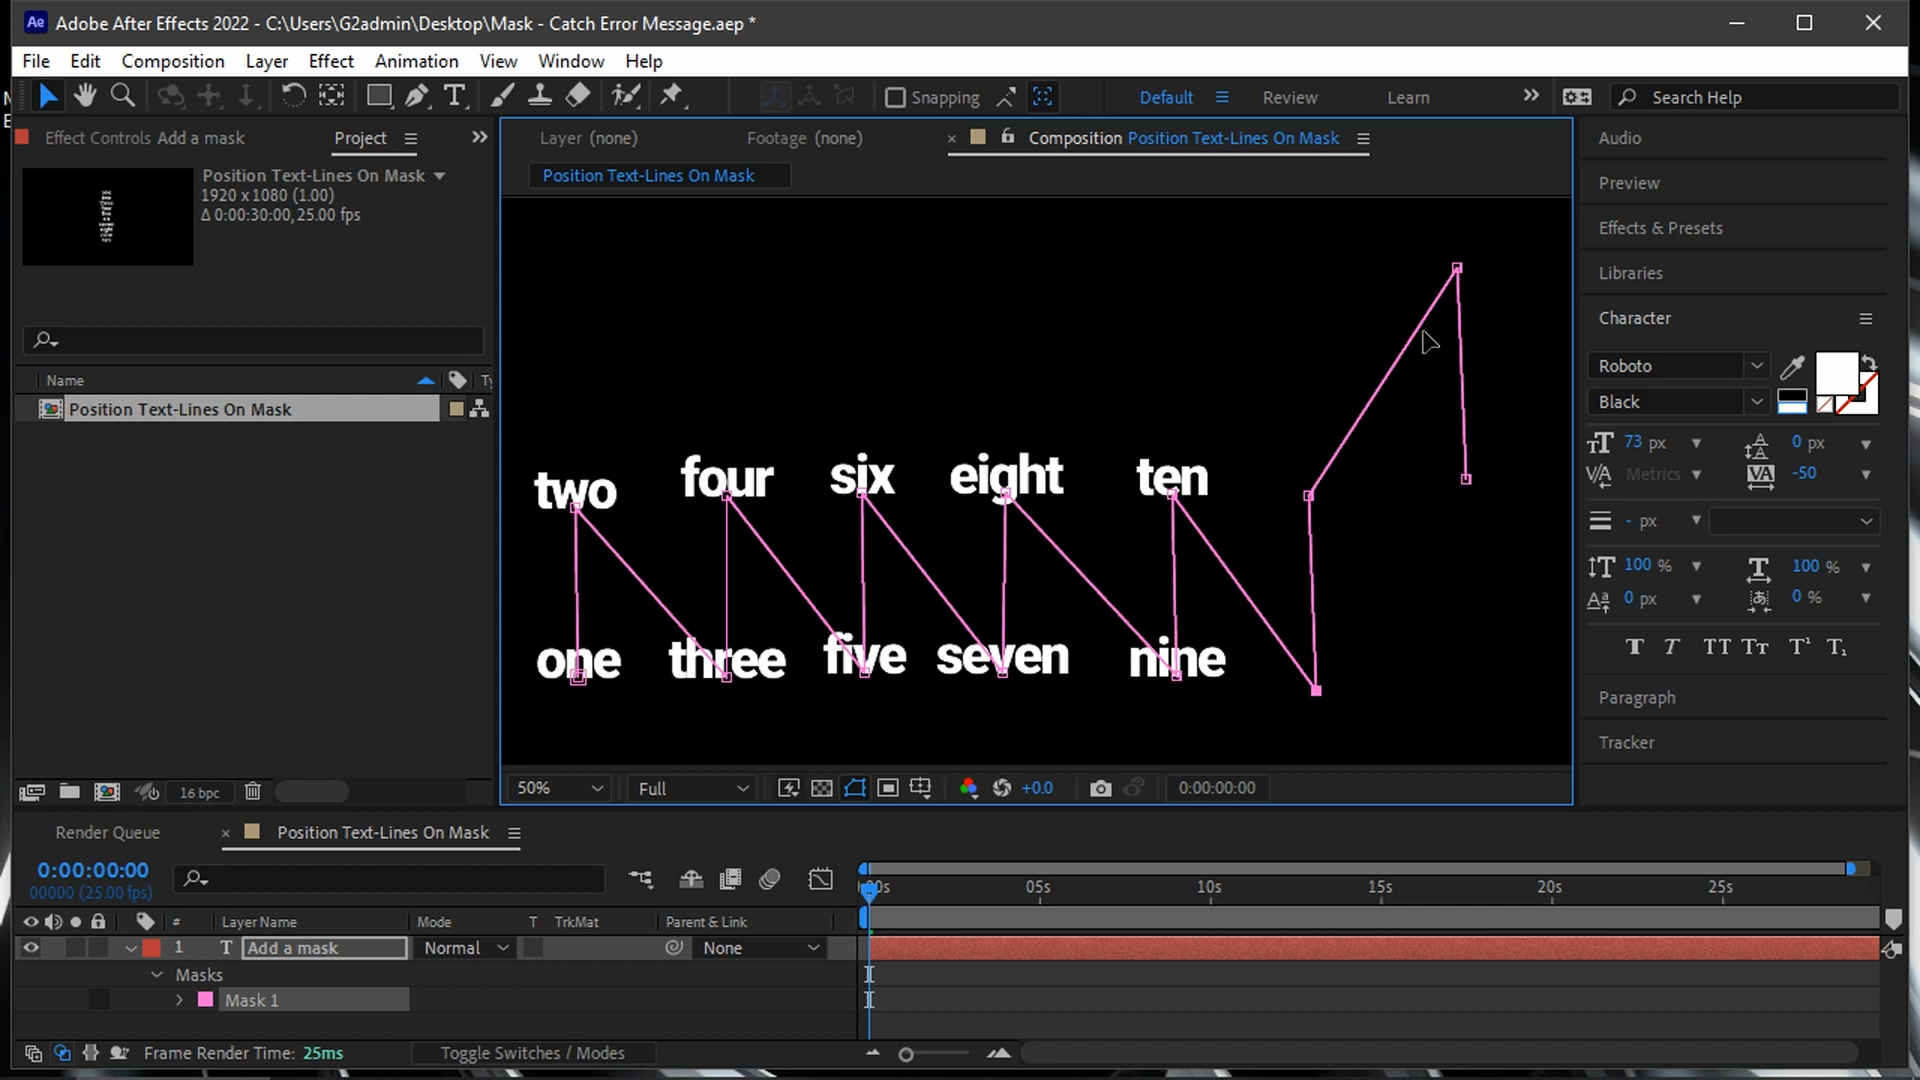 Adobe After Effects 2022 - C:\Users\G2admin\Desktop\Mask - Catch Error Message.aep *
File Edit Composition Layer Effect Animation View Window Help
Snapping
Default
Review
Learn
Search Help
Effect Controls Add a mask
Project
Layer (none)
Footage (none)
Composition Position Text-Lines On Mask
Position Text-Lines On Mask
Position Text-Lines On Mask
1920 x 1080 (1.00)
Δ 0:00:30:00, 25.00 fps
Name
Ty
Position Text-Lines On Mask
16 bpc
two four six eight ten
one three five seven nine
50%
Full
+0.0
0:00:00:00
Audio
Preview
Effects & Presets
Libraries
Character
Roboto
Black
73 px
0 px
Metrics
-50
- px
100 %
100 %
0 px
0 %
Paragraph
Tracker
Render Queue
Position Text-Lines On Mask
0:00:00:00
00000 (25.00 fps)
05s
10s
15s
20s
25s
# Layer Name
Mode
T TrkMat
Parent & Link
1 T Add a mask
Normal
None
Masks
Mask 1
Frame Render Time: 25ms
Toggle Switches / Modes